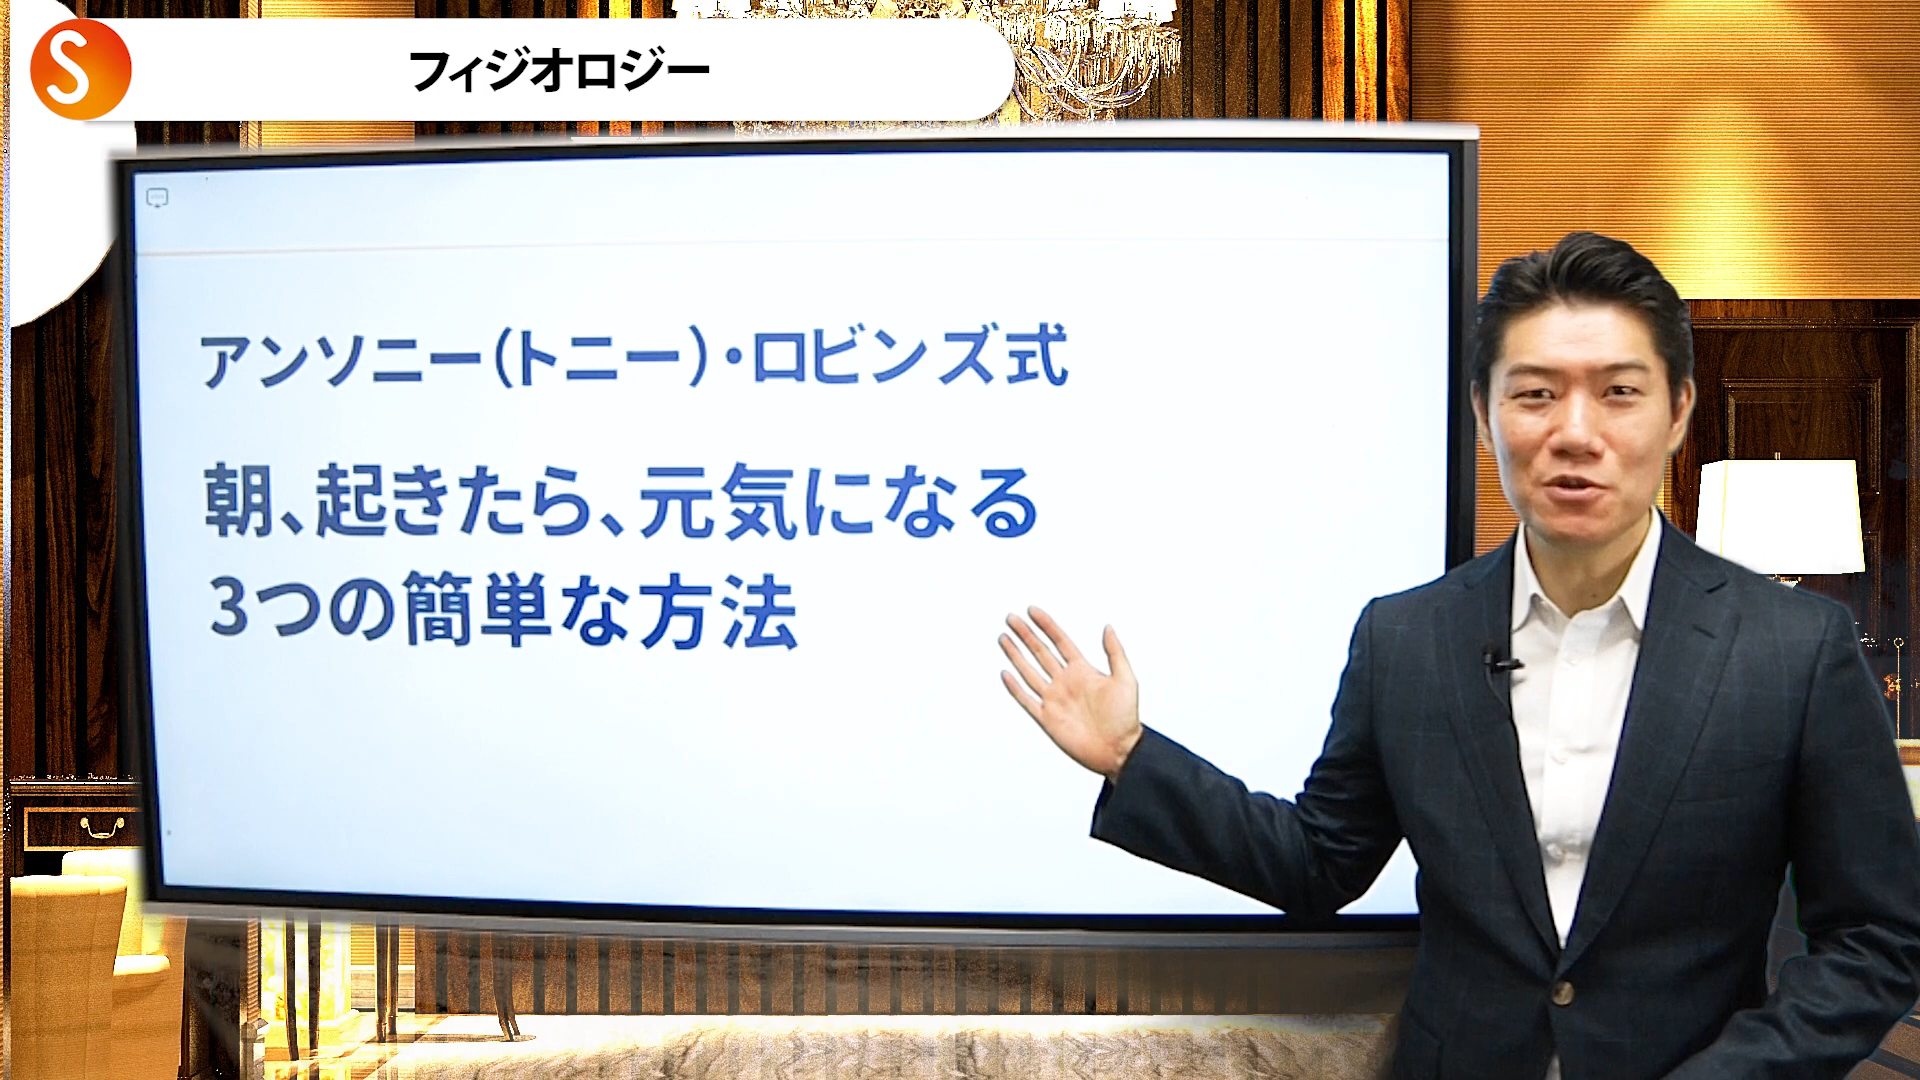 S
フィジオロジー
アンソニー(トニー)・ロビンズ式
朝、起きたら、元気になる
3つの簡単な方法